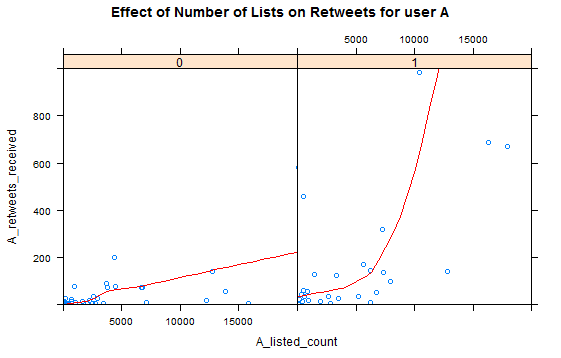 Effect of Number of Lists on Retweets for user A
5000 10000 15000
0 1
800
600
400
200
A_retweets_received
5000 10000 15000
A_listed_count